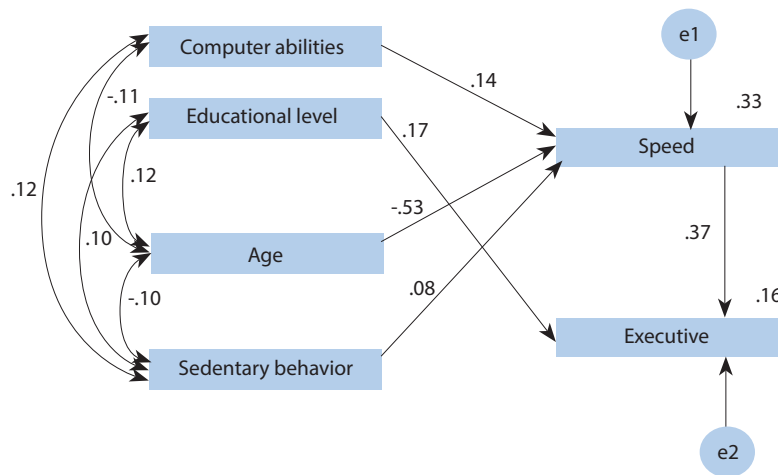 e1
Computer abilities
-.11
.14
.33
Educational level
.17
Speed
.12
.12
-.53
.10
.37
Age
-.10
.08
.16
Executive
Sedentary behavior
e2